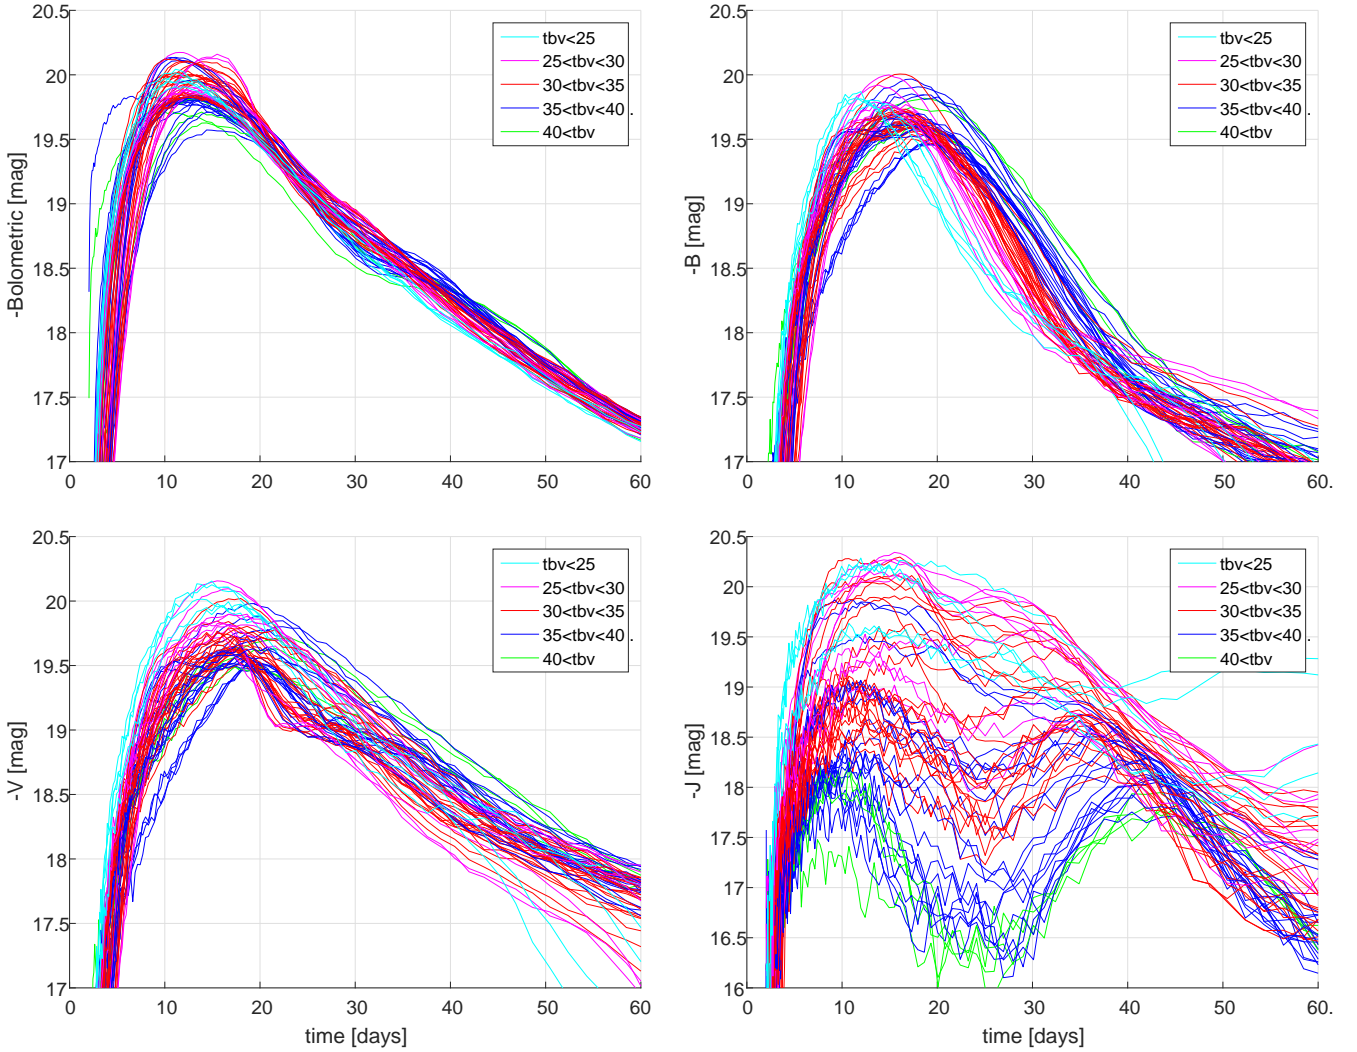 20.5
20
19.5
19
18.5
18
17.5
17
-Bolometric [mag]
0 10 20 30 40 50 60
tbv<25
25<tbv<30
30<tbv<35
35<tbv<40 .
40<tbv
20.5
20
19.5
19
18.5
18
17.5
17
-B [mag]
0 10 20 30 40 50 60.
tbv<25
25<tbv<30
30<tbv<35
35<tbv<40 .
40<tbv
20.5
20
19.5
19
18.5
18
17.5
17
-V [mag]
0 10 20 30 40 50 60
time [days]
tbv<25
25<tbv<30
30<tbv<35
35<tbv<40 .
40<tbv
20.5
20
19.5
19
18.5
18
17.5
17
16.5
16
-J [mag]
0 10 20 30 40 50 60.
time [days]
tbv<25
25<tbv<30
30<tbv<35
35<tbv<40 .
40<tbv